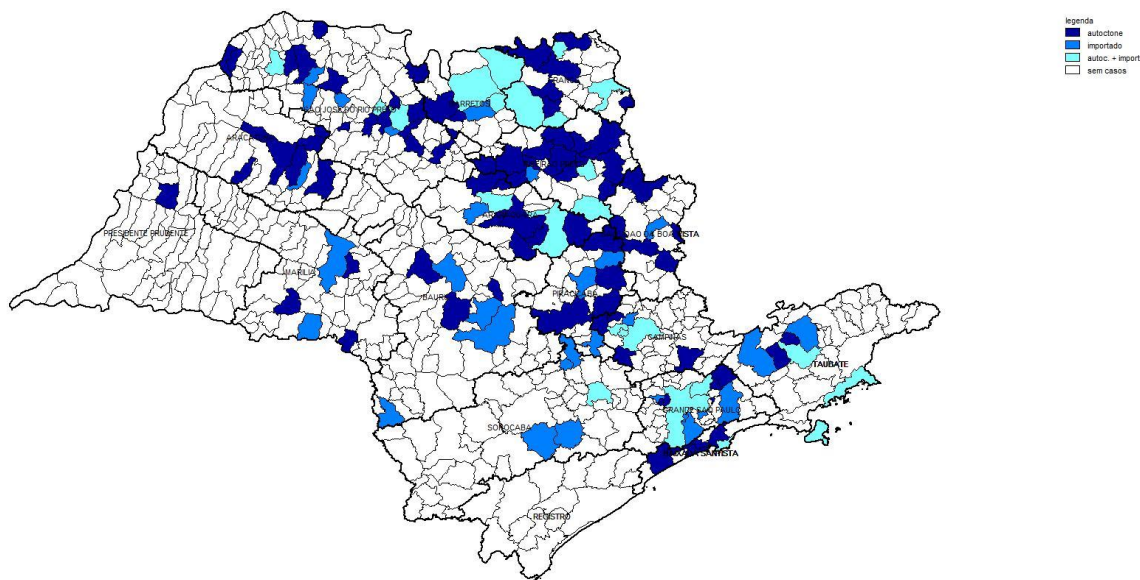 legenda
autoctone
importado
autoc. + import
sem casos
FRANCA
BARRETOS
SAO JOSE DO RIO PRETO
PRESIDENTE PRUDENTE
MARILIA
BAURU
PIRACICABA
CAMPINAS
TAUBATE
GRANDE SAO PAULO
SOROCABA
REGISTRO